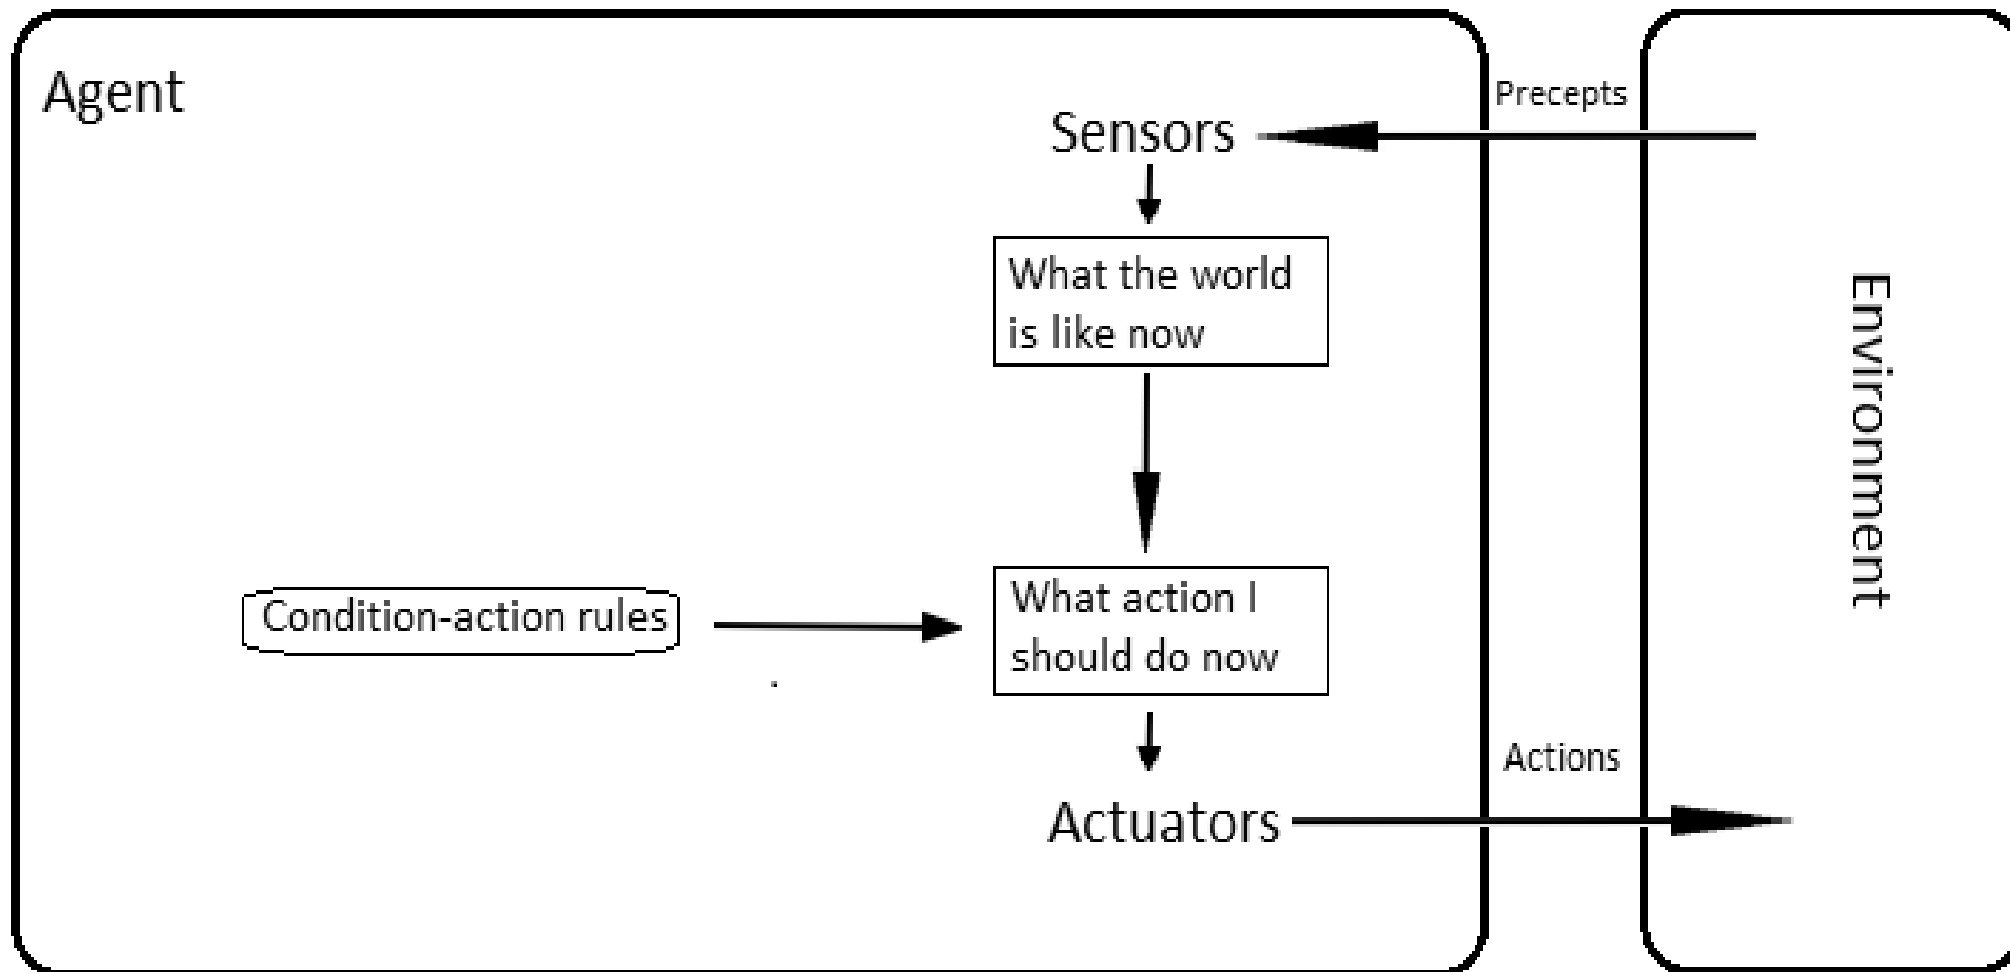 Agent
Precepts
Sensors
What the world
is like now
Environment
Condition-action rules
What action I
should do now
Actions
Actuators